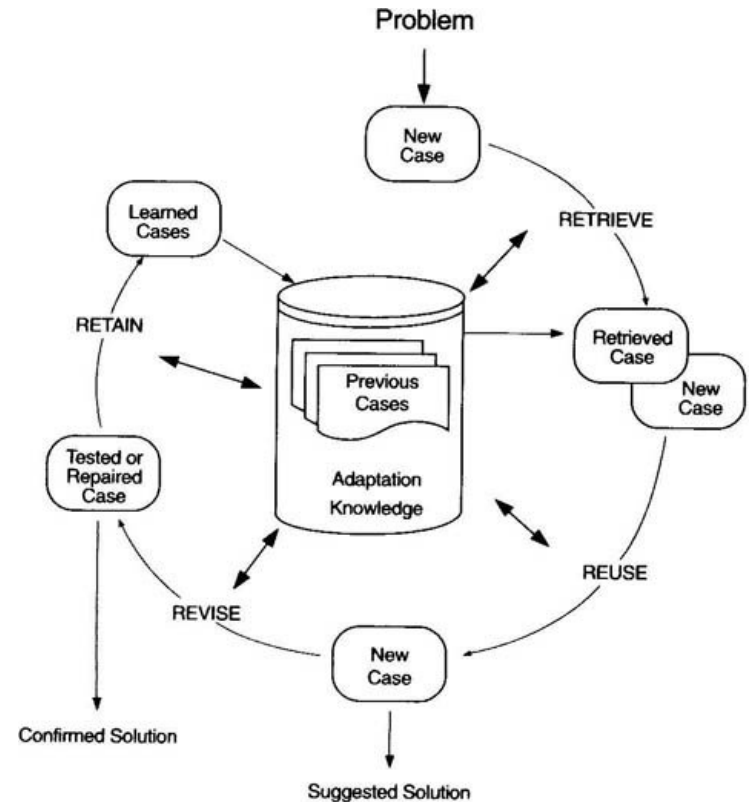 Problem
New
Case
RETRIEVE
Learned
Cases
RETAIN
Retrieved
Case
New
Case
Previous
Cases
Adaptation
Knowledge
Tested or
Repaired
Case
REUSE
REVISE
New
Case
Confirmed Solution
Suggested Solution